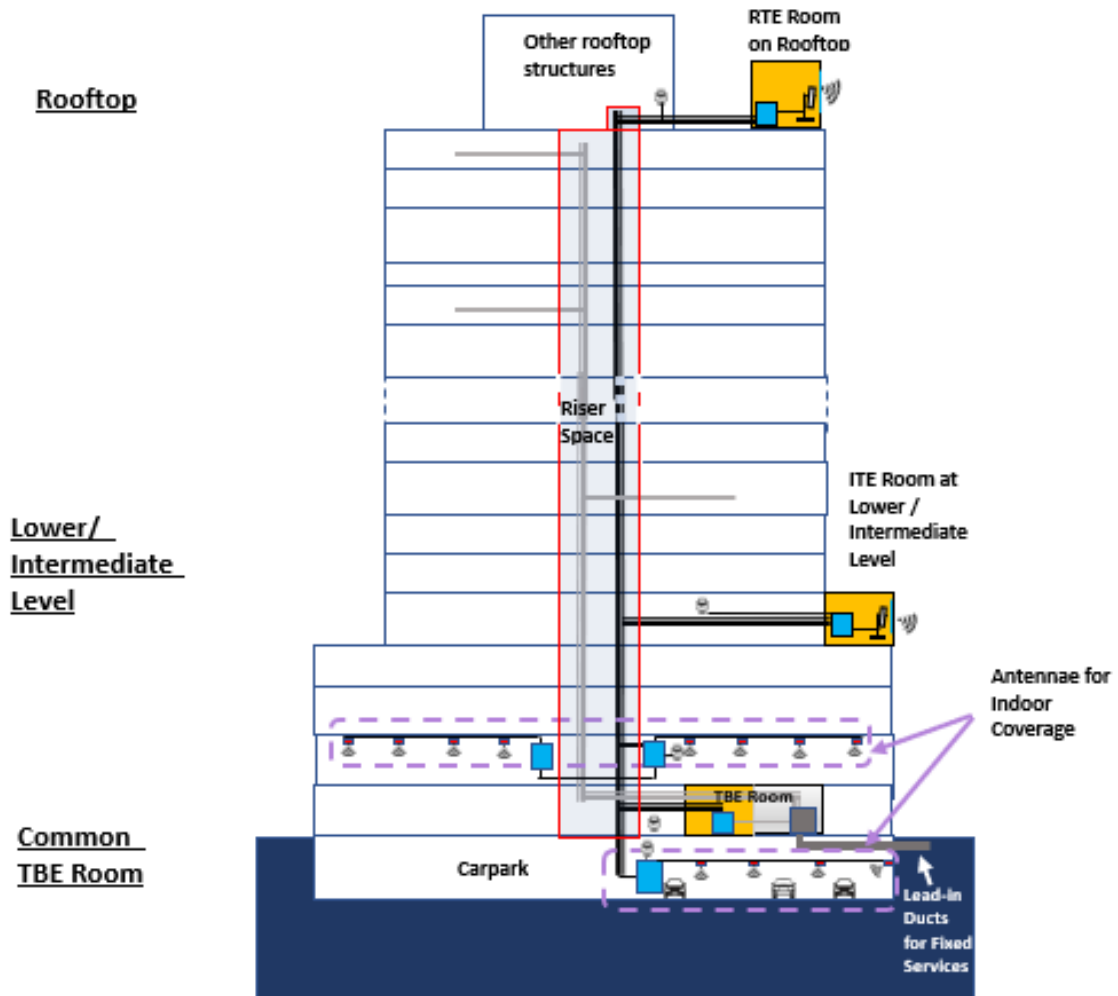 RTE Room
on Rooftop
Other rooftop
structures
Rooftop
Riser
Space
ITE Room at
Lower /
Intermediate
Level
Lower/
Intermediate
Level
Antennae for
Indoor
Coverage
TBE Room
Common
TBE Room
Carpark
Lead-in
Ducts
for Fixed
Services